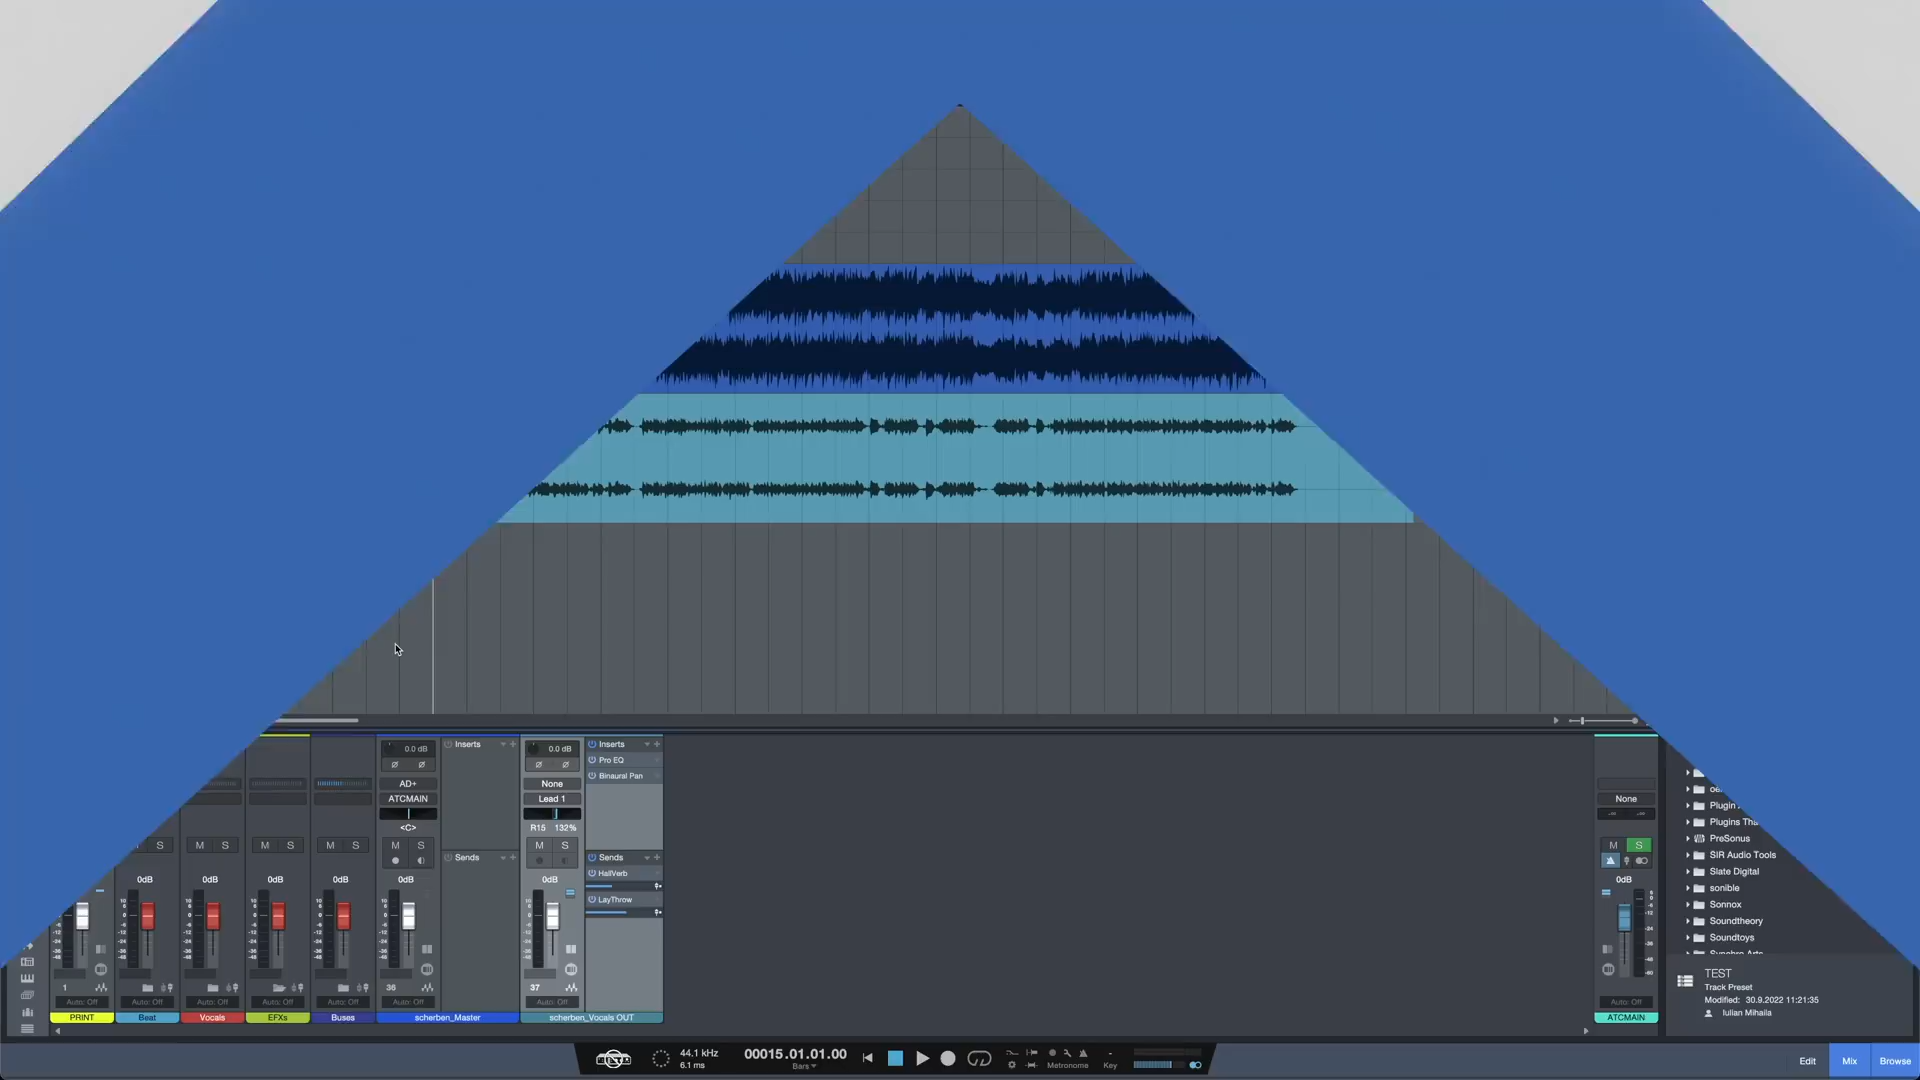 0.0 dB
Inserts
0.0 dB
Inserts
Pro EQ
Binaural Pan
AD+
None
ATCMAIN
Lead 1
<C>
R15 132%
None
Plugins Tha
PreSonus
SIR Audio Tools
Slate Digital
sonible
Sonnox
Soundtheory
Soundtoys
S
M S
M S
M S
M S
M S
M S
Sends
Sends
HallVerb
LayThrow
0dB
0dB
0dB
0dB
0dB
0dB
0dB
1
36
37
Auto: Off
Auto: Off
Auto: Off
Auto: Off
Auto: Off
Auto: Off
Auto: Off
Auto: Off
PRINT
Beat
Vocals
EFXs
Buses
scherben_Master
scherben_Vocals OUT
ATCMAIN
TEST
Track Preset
Modified: 30.9.2022 11:21:35
Iulian Mihaila
44.1 kHz
6.1 ms
00015.01.01.00
Bars
Metronome
-
Key
Edit
Mix
Browse